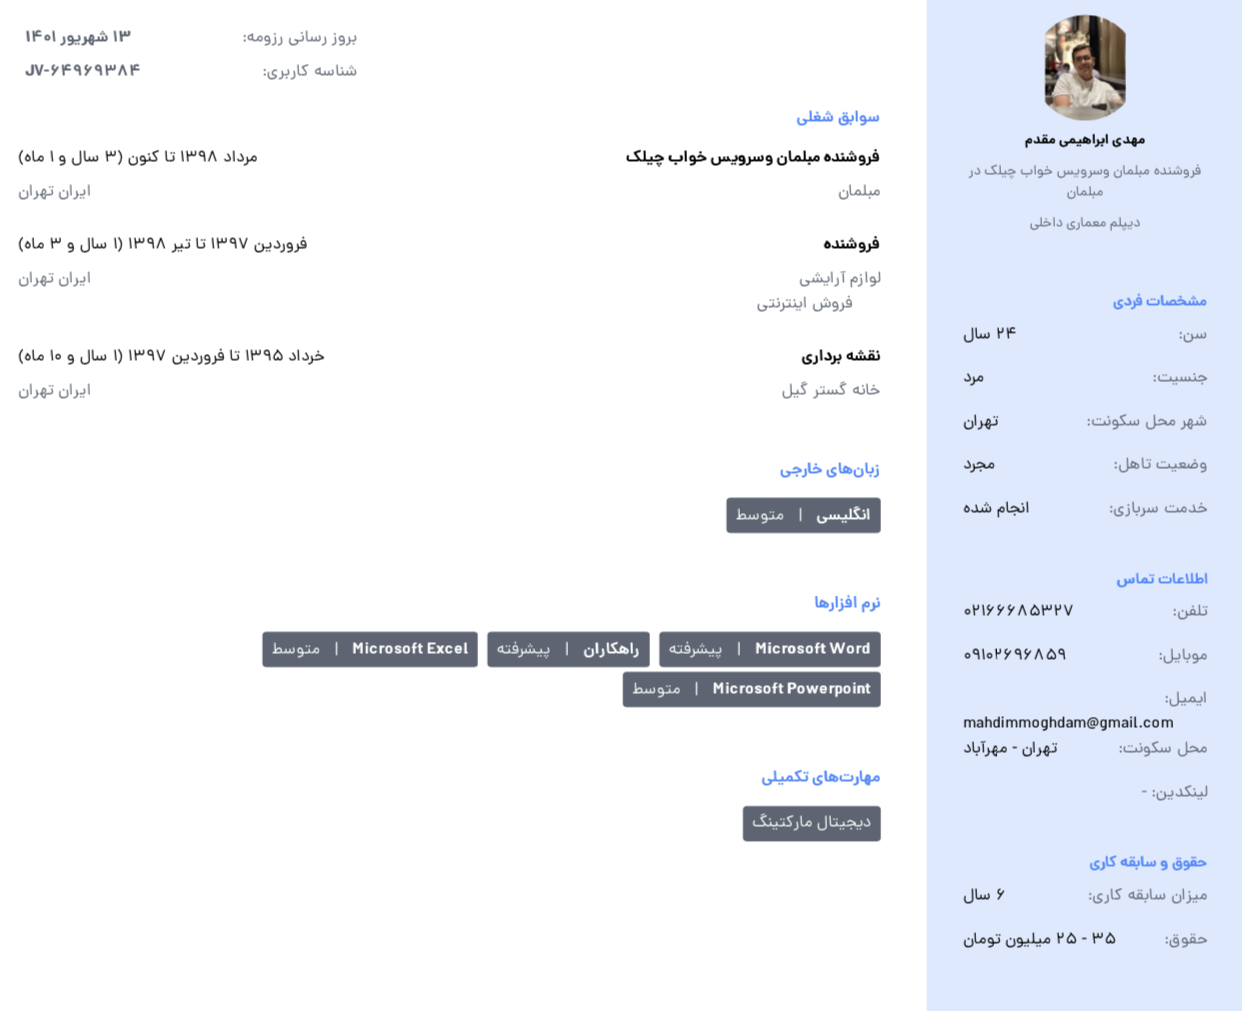 مهدی ابراهیمی مقدم
فروشنده مبلمان وسرویس خواب چیلک در
مبلمان
دیپلم معماری داخلی
مشخصات فردی
سن: ۲۴ سال
جنسیت: مرد
شهر محل سکونت: تهران
وضعیت تاهل: مجرد
خدمت سربازی: انجام شده
اطلاعات تماس
تلفن: ۰۲۱۶۶۶۸۵۳۲۷
موبایل: ۰۹۱۰۲۶۹۶۸۵۹
ایمیل:
mahdimmoghdam@gmail.com
محل سکونت: تهران - مهرآباد
لینکدین: -
حقوق و سابقه کاری
میزان سابقه کاری: ۶ سال
حقوق: ۳۵ - ۲۵ میلیون تومان
بروز رسانی رزومه: ۱۳ شهریور ۱۴۰۱
شناسه کاربری: JV-۶۴۹۶۹۳۸۴
سوابق شغلی
فروشنده مبلمان وسرویس خواب چیلک مرداد ۱۳۹۸ تا کنون (۳ سال و ۱ ماه)
مبلمان ایران تهران
فروشنده فروردین ۱۳۹۷ تا تیر ۱۳۹۸ (۱ سال و ۳ ماه)
لوازم آرایشی ایران تهران
فروش اینترنتی
نقشه برداری خرداد ۱۳۹۵ تا فروردین ۱۳۹۷ (۱ سال و ۱۰ ماه)
خانه گستر گیل ایران تهران
زبان‌های خارجی
انگلیسی | متوسط
نرم افزارها
Microsoft Word | پیشرفته راهکاران | پیشرفته Microsoft Excel | متوسط
Microsoft Powerpoint | متوسط
مهارت‌های تکمیلی
دیجیتال مارکتینگ